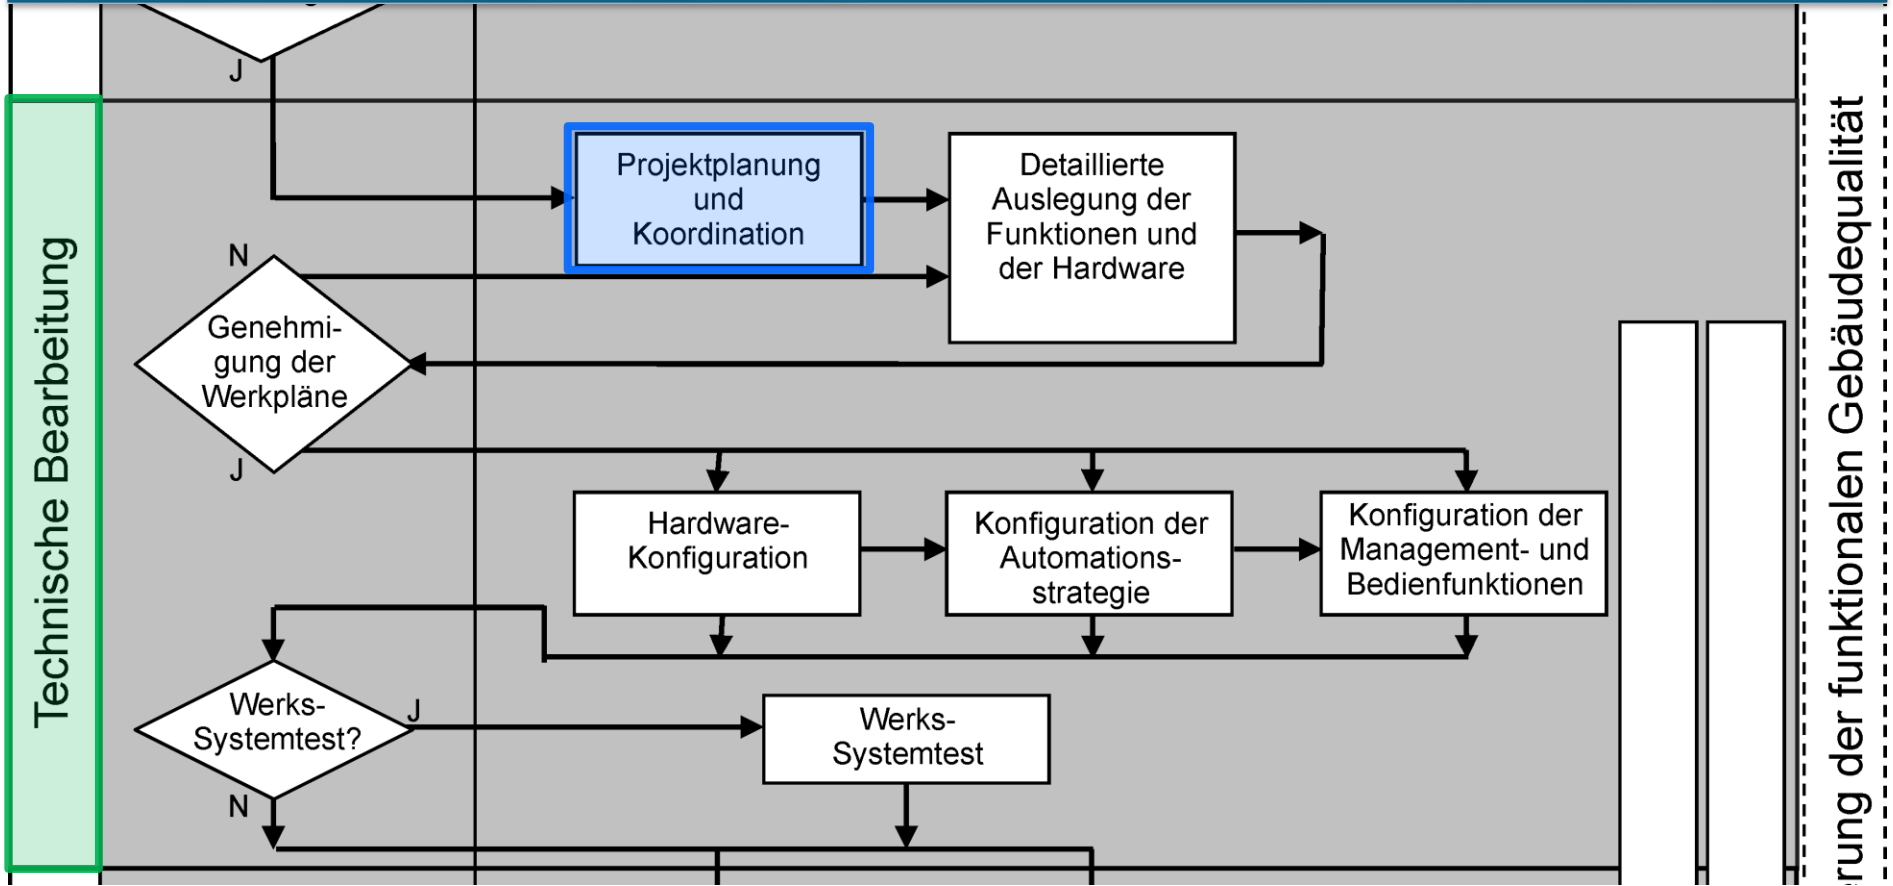 J
Technische Bearbeitung
Projektplanung
und
Koordination
Detaillierte
Auslegung der
Funktionen und
der Hardware
N
Genehmi-
gung der
Werkpläne
J
Hardware-
Konfiguration
Konfiguration der
Automations-
strategie
Konfiguration der
Management- und
Bedienfunktionen
Werks-
Systemtest?
J
Werks-
Systemtest
N
der funktionalen Gebäudequalität